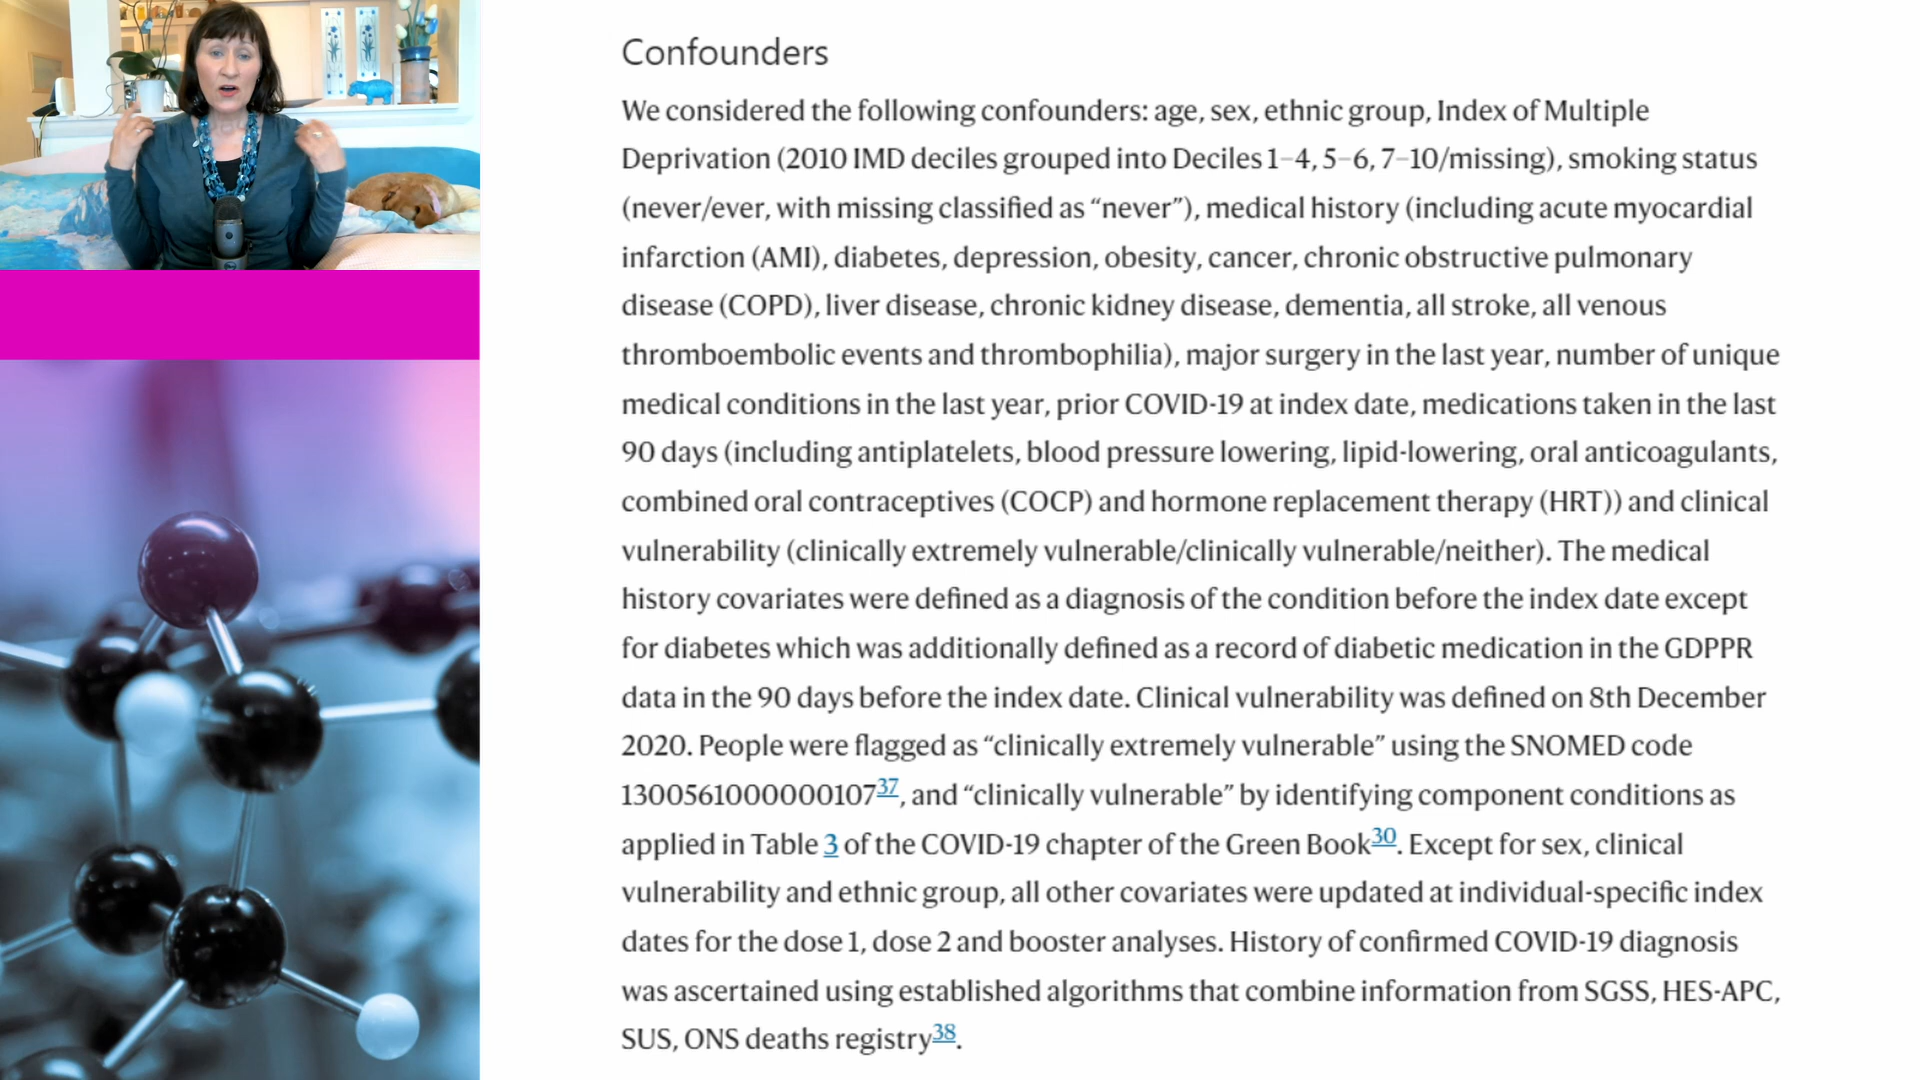 Confounders
We considered the following confounders: age, sex, ethnic group, Index of Multiple
Deprivation (2010 IMD deciles grouped into Deciles 1–4, 5–6, 7–10/missing), smoking status
(never/ever, with missing classified as “never”), medical history (including acute myocardial
infarction (AMI), diabetes, depression, obesity, cancer, chronic obstructive pulmonary
disease (COPD), liver disease, chronic kidney disease, dementia, all stroke, all venous
thromboembolic events and thrombophilia), major surgery in the last year, number of unique
medical conditions in the last year, prior COVID-19 at index date, medications taken in the last
90 days (including antiplatelets, blood pressure lowering, lipid-lowering, oral anticoagulants,
combined oral contraceptives (COCP) and hormone replacement therapy (HRT)) and clinical
vulnerability (clinically extremely vulnerable/clinically vulnerable/neither). The medical
history covariates were defined as a diagnosis of the condition before the index date except
for diabetes which was additionally defined as a record of diabetic medication in the GDPPR
data in the 90 days before the index date. Clinical vulnerability was defined on 8th December
2020. People were flagged as “clinically extremely vulnerable” using the SNOMED code
1300561000000107³⁷, and “clinically vulnerable” by identifying component conditions as
applied in Table 3 of the COVID-19 chapter of the Green Book³⁰. Except for sex, clinical
vulnerability and ethnic group, all other covariates were updated at individual-specific index
dates for the dose 1, dose 2 and booster analyses. History of confirmed COVID-19 diagnosis
was ascertained using established algorithms that combine information from SGSS, HES-APC,
SUS, ONS deaths registry³⁸.